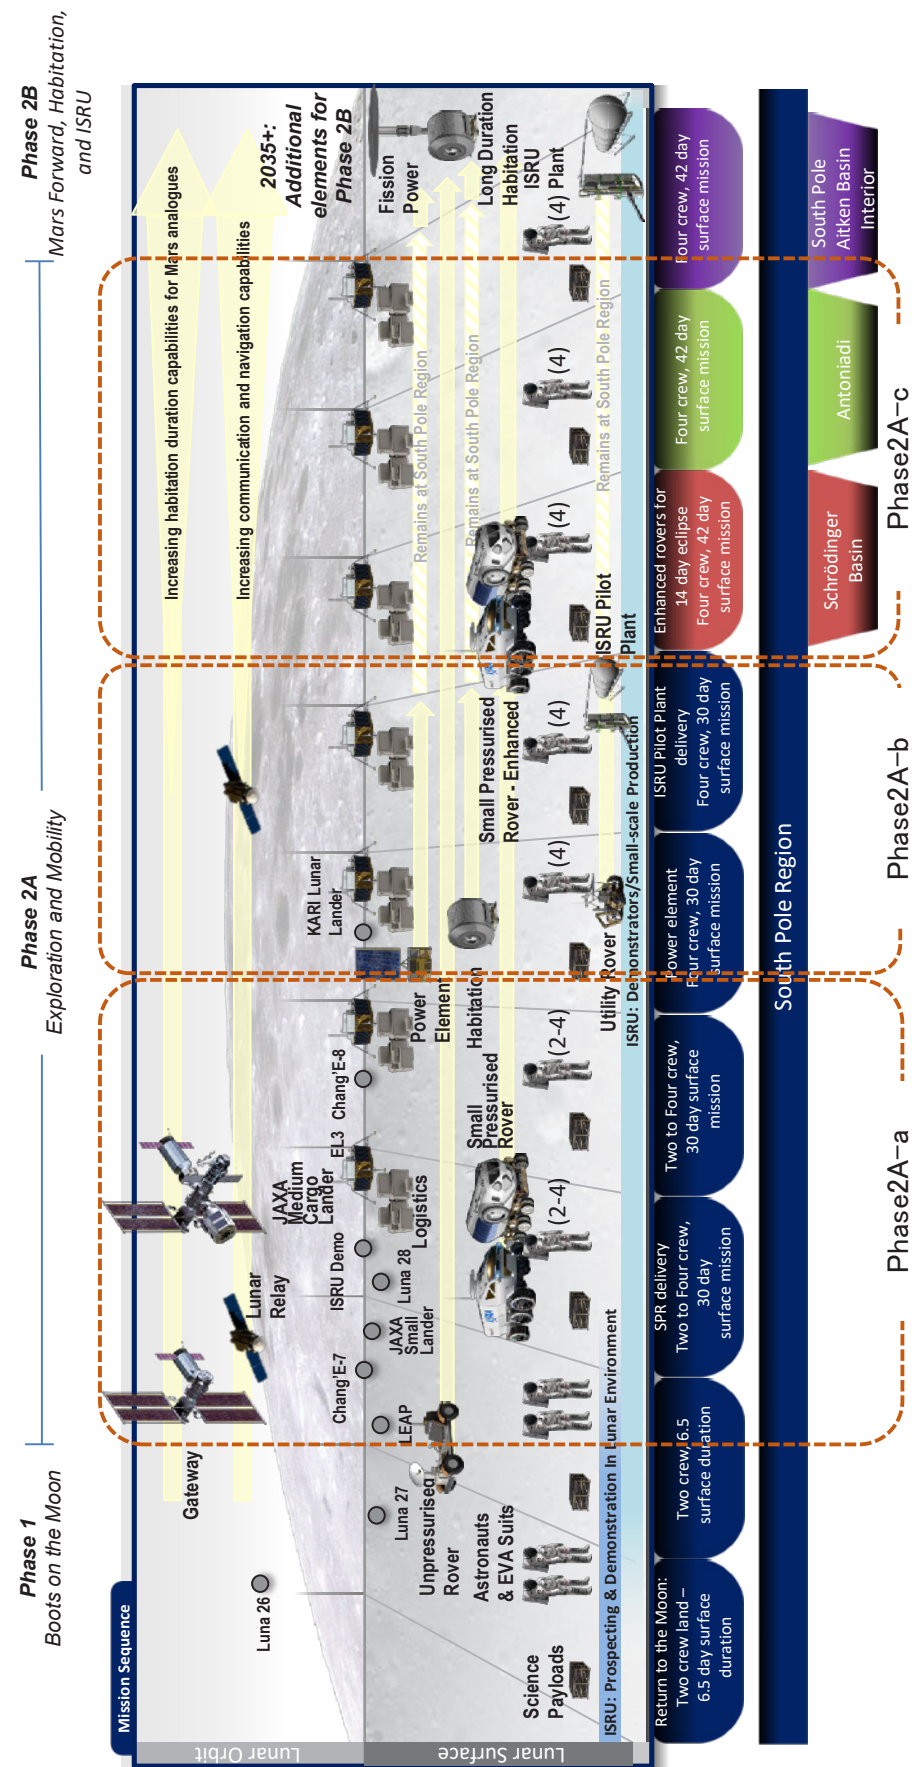 Phase 1
Boots on the Moon
Phase 2A
Exploration and Mobility
Phase 2B
Mars Forward, Habitation,
and ISRU
Mission Sequence
Lunar Orbit
Lunar Surface
Increasing habitation duration capabilities for Mars analogues
Increasing communication and navigation capabilities
Gateway
Lunar
Relay
Luna 26
2035+:
Additional
elements for
Phase 2B
Luna 27
LEAP
Chang'E-7
JAXA
Small
Lander
Luna 28
ISRU Demo
JAXA
Medium
Cargo
Lander
EL3
Chang'E-8
KARI Lunar
Lander
Logistics
Unpressurised
Rover
Power
Element
Remains at South Pole Region
Fission
Power
Astronauts
& EVA Suits
Small
Pressurised
Rover
Habitation
Small Pressurised
Rover - Enhanced
Remains at South Pole Region
Long Duration
Habitation
Science
Payloads
(2-4)
(2-4)
(4)
(4)
(4)
(4)
(4)
Utility Rover
ISRU Pilot
Plant
Remains at South Pole Region
ISRU
Plant
ISRU: Prospecting & Demonstration In Lunar Environment
ISRU: Demonstrators/Small-scale Production
Return to the Moon:
Two crew land –
6.5 day surface
duration
Two crew, 6.5
surface duration
SPR delivery
Two to Four crew,
30 day
surface mission
Two to Four crew,
30 day surface
mission
Power element
Four crew, 30 day
surface mission
ISRU Pilot Plant
delivery
Four crew, 30 day
surface mission
Enhanced rovers for
14 day eclipse
Four crew, 42 day
surface mission
Four crew, 42 day
surface mission
Four crew, 42 day
surface mission
South Pole Region
Schrödinger
Basin
Antoniadi
South Pole
Aitken Basin
Interior
Phase2A-a
Phase2A-b
Phase2A-c